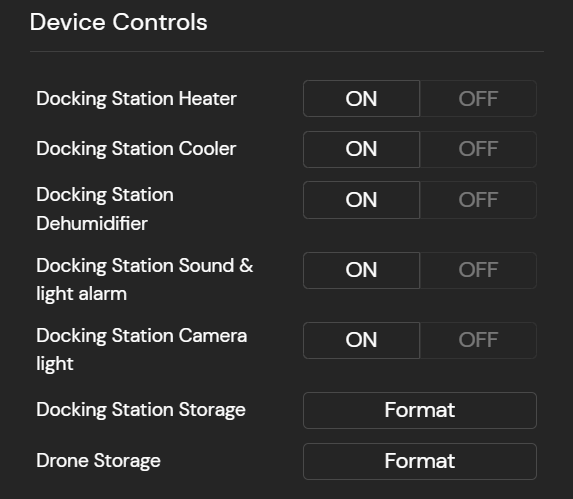 Device Controls
Docking Station Heater ON OFF
Docking Station Cooler ON OFF
Docking Station
Dehumidifier ON OFF
Docking Station Sound &
light alarm ON OFF
Docking Station Camera
light ON OFF
Docking Station Storage Format
Drone Storage Format